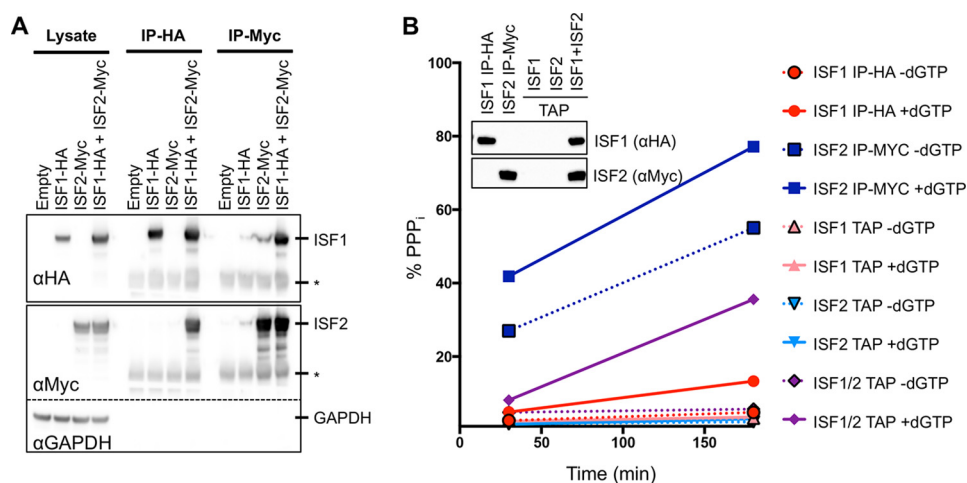 A
Lysate IP-HA IP-Myc
Empty ISF1-HA ISF2-Myc ISF1-HA + ISF2-Myc Empty ISF1-HA ISF2-Myc ISF1-HA + ISF2-Myc Empty ISF1-HA ISF2-Myc ISF1-HA + ISF2-Myc
ISF1
αHA
*
ISF2
αMyc
*
GAPDH
αGAPDH
B
ISF1 IP-HA ISF2 IP-Myc ISF1 ISF2 ISF1+ISF2
TAP
ISF1 (αHA)
ISF2 (αMyc)
100
80
60
40
20
0 50 100 150
% PPPi
Time (min)
ISF1 IP-HA -dGTP
ISF1 IP-HA +dGTP
ISF2 IP-MYC -dGTP
ISF2 IP-MYC +dGTP
ISF1 TAP -dGTP
ISF1 TAP +dGTP
ISF2 TAP -dGTP
ISF2 TAP +dGTP
ISF1/2 TAP -dGTP
ISF1/2 TAP +dGTP